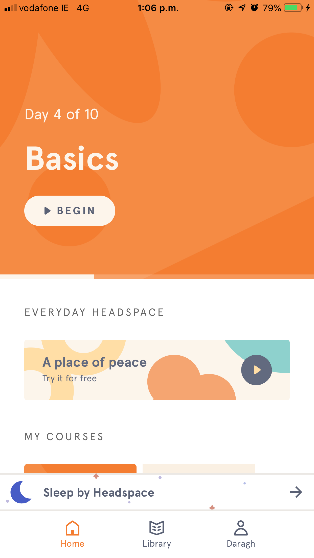 vodafone IE 4G 1:06 p.m. 79%
Day 4 of 10
Basics
BEGIN
EVERYDAY HEADSPACE
A place of peace
Try it for free
MY COURSES
Sleep by Headspace
Home Library Daragh